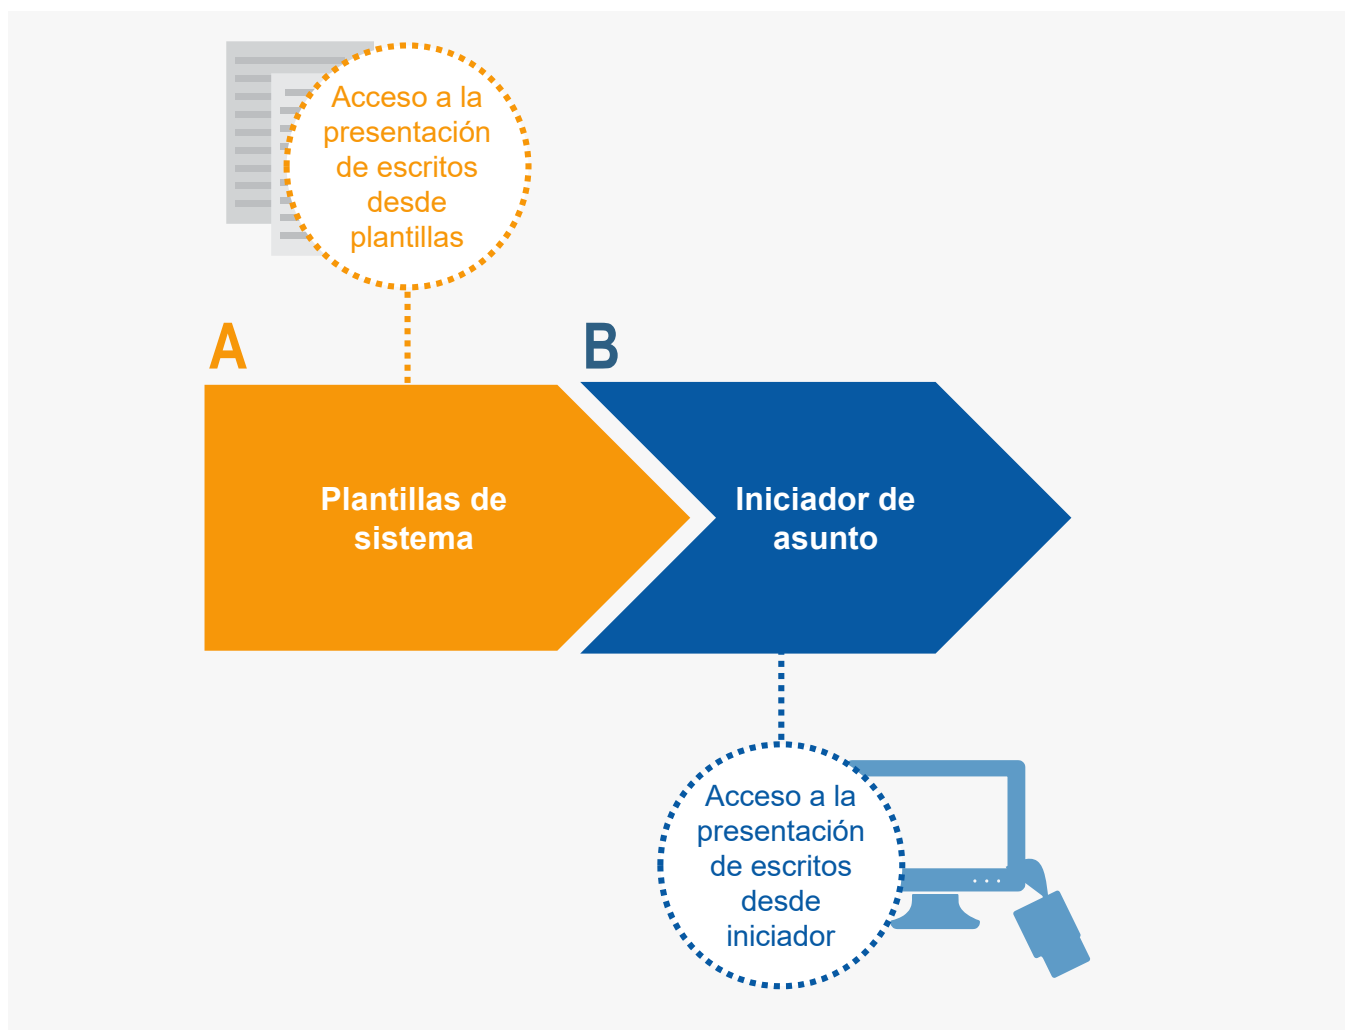 Acceso a la
presentación
de escritos
desde
plantillas
A
B
Plantillas de
sistema
Iniciador de
asunto
Acceso a la
presentación
de escritos
desde
iniciador